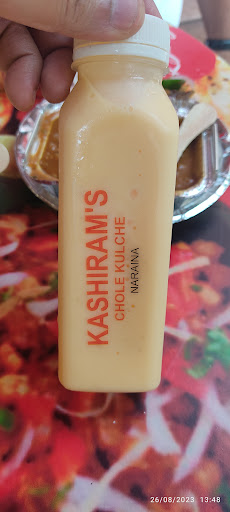 KASHIRAM'S
CHOLE KULCHE
NARAINA
26/08/2023 13:48